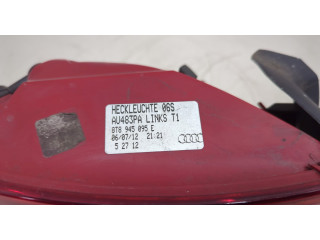 HECKLEUCHTE 06S
AU483PA LINKS T1
8T8 945 095 E
06/07/12 21:21
5 27 12